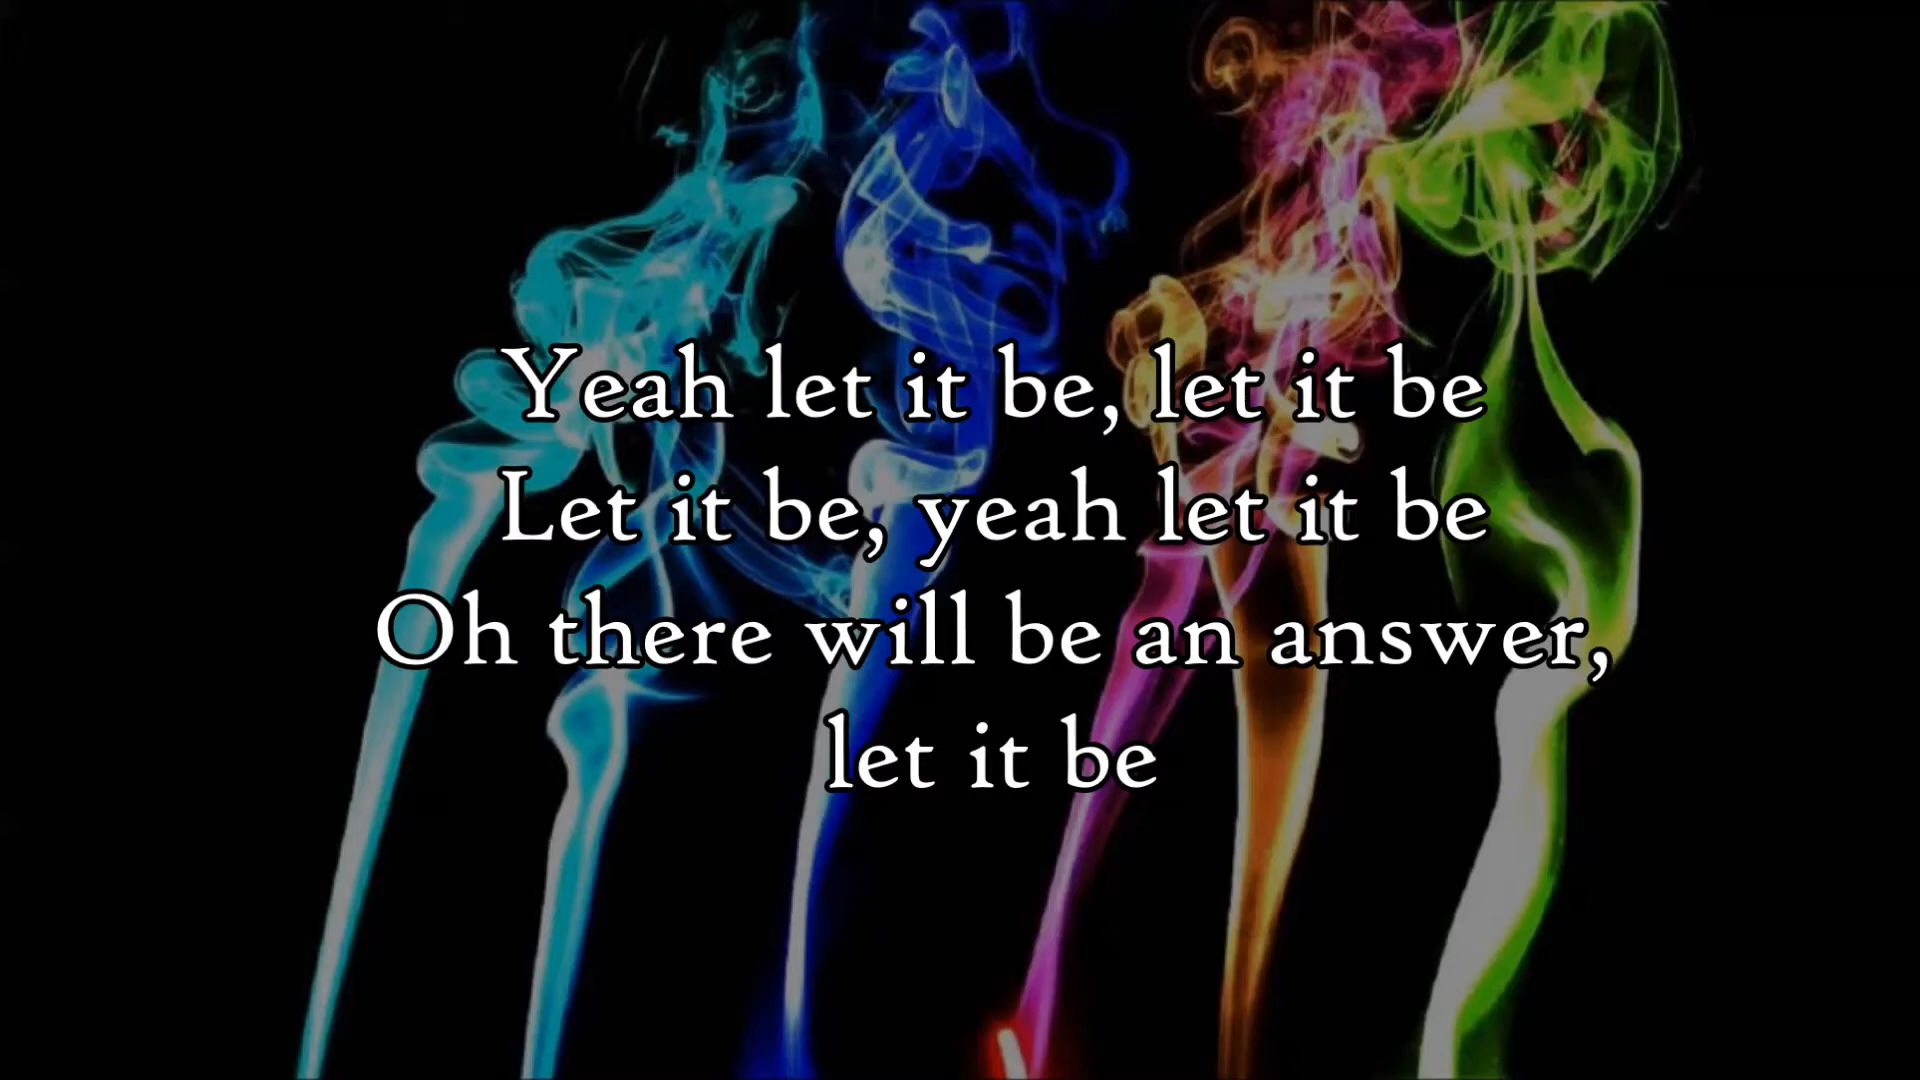 Yeah let it be, let it be
Let it be, yeah let it be
Oh there will be an answer,
let it be